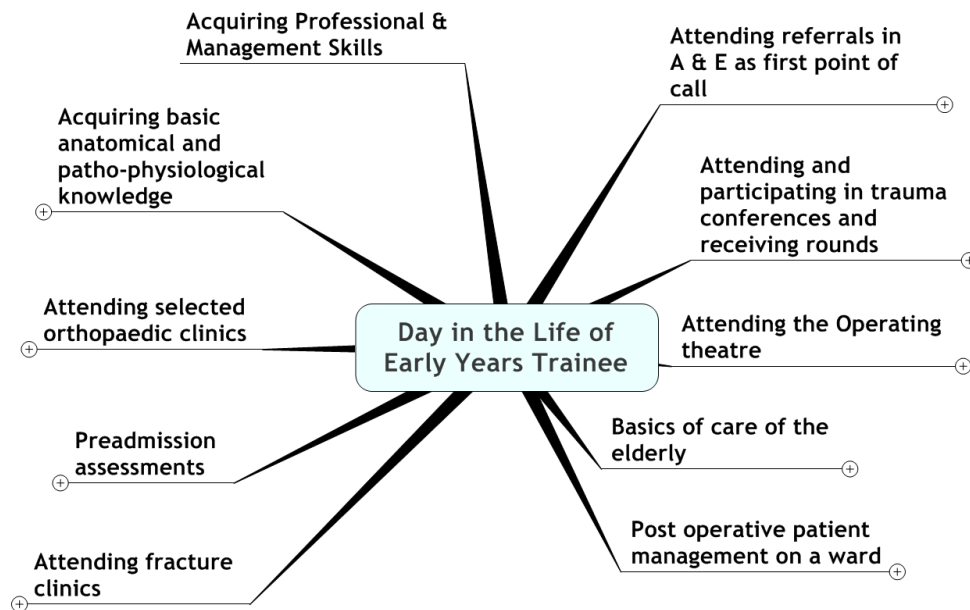 Acquiring Professional &
Management Skills
Attending referrals in
A & E as first point of
call
Acquiring basic
anatomical and
patho-physiological
knowledge
Attending and
participating in trauma
conferences and
receiving rounds
Attending selected
orthopaedic clinics
Day in the Life of
Early Years Trainee
Attending the Operating
theatre
Preadmission
assessments
Basics of care of the
elderly
Attending fracture
clinics
Post operative patient
management on a ward